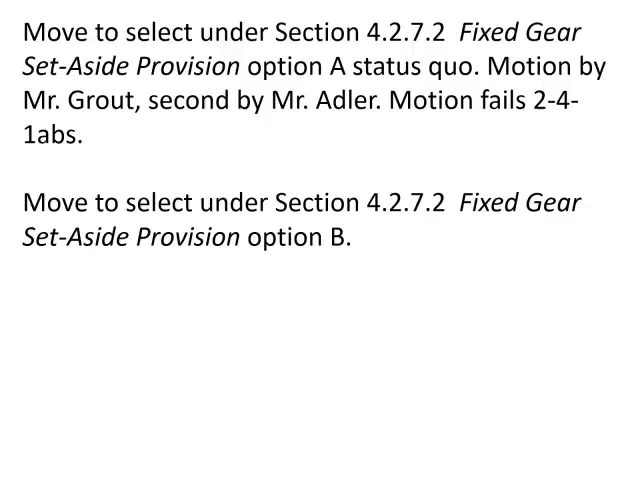 Move to select under Section 4.2.7.2 Fixed Gear
Set-Aside Provision option A status quo. Motion by
Mr. Grout, second by Mr. Adler. Motion fails 2-4-
1abs.
Move to select under Section 4.2.7.2 Fixed Gear
Set-Aside Provision option B.